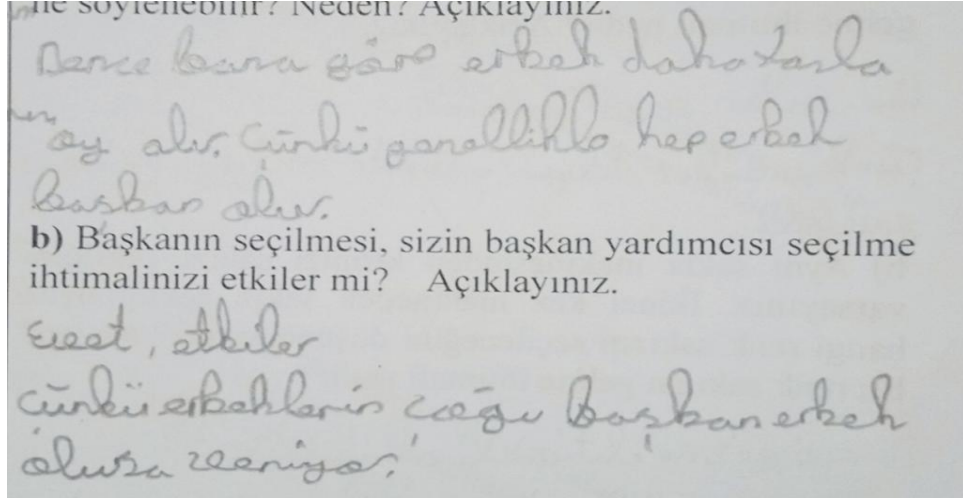 ne söylenebilir? Neden? Açıklayınız.
Bence bana göre erkek daha fazla
oy alır. Çünkü genellikle hep erkek
başkan olur.
b) Başkanın seçilmesi, sizin başkan yardımcısı seçilme
ihtimalinizi etkiler mi? Açıklayınız.
Evet, etkiler
çünkü erkeklerin çoğu başkan erkek
olursa